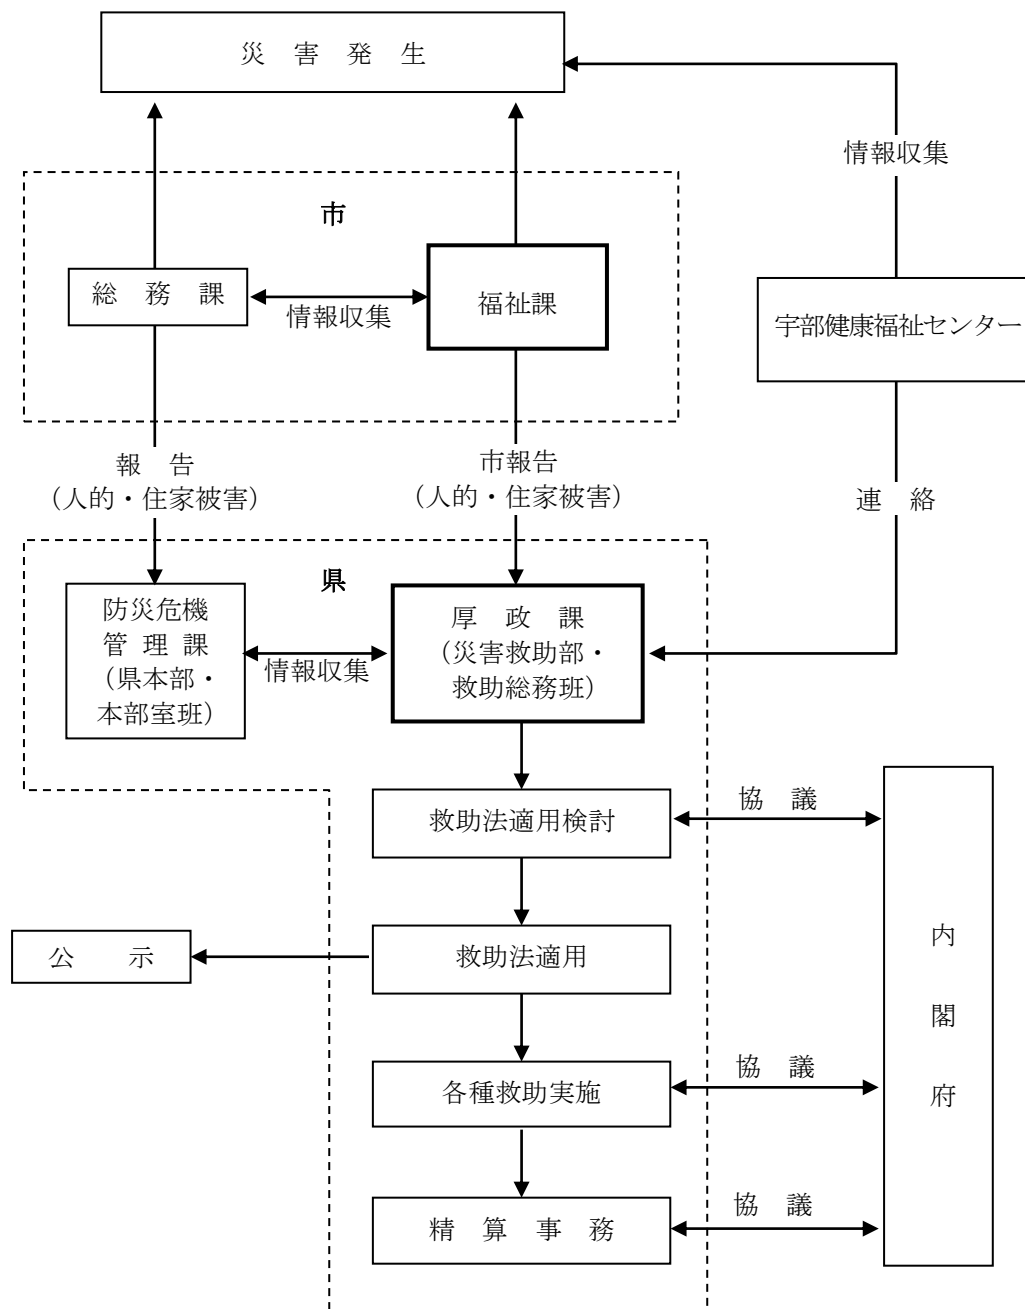 災　害　発　生
情報収集
市
総　務　課
情報収集
福祉課
宇部健康福祉センター
報　告
（人的・住家被害）
市報告
（人的・住家被害）
連　絡
県
防災危機
管 理 課
（県本部・
本部室班）
情報収集
厚　政　課
（災害救助部・
救助総務班）
救助法適用検討
協　議
救助法適用
公　　示
内
閣
府
各種救助実施
協　議
精　算　事　務
協　議